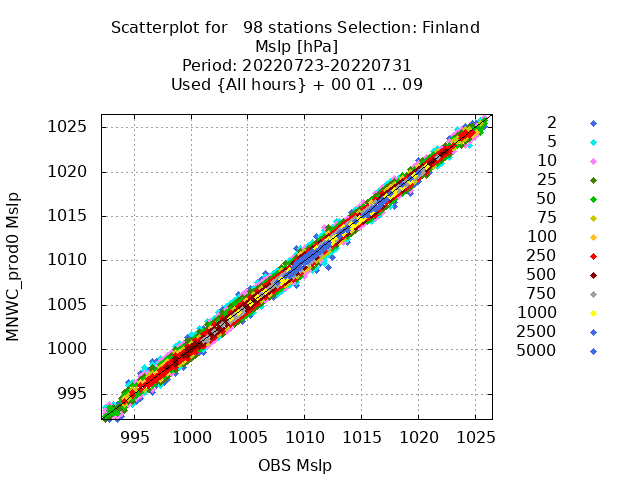 Scatterplot for   98 stations Selection: Finland
Mslp [hPa]
Period: 20220723-20220731
Used {All hours} + 00 01 ... 09
MNWC_prod0 Mslp
1025
1020
1015
1010
1005
1000
995
995 1000 1005 1010 1015 1020 1025
OBS Mslp
2
5
10
25
50
75
100
250
500
750
1000
2500
5000